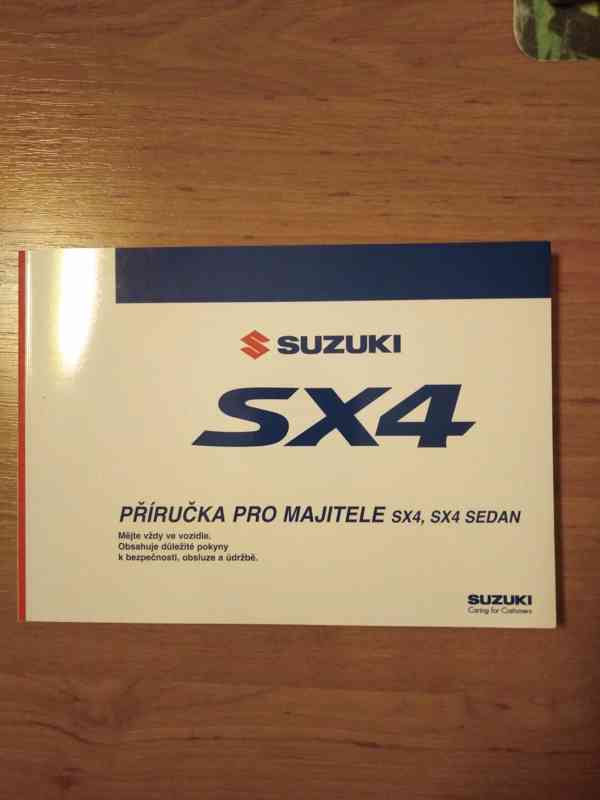 SUZUKI
SX4
PŘÍRUČKA PRO MAJITELE SX4, SX4 SEDAN
Mějte vždy ve vozidle.
Obsahuje důležité pokyny
k bezpečnosti, obsluze a údržbě.
SUZUKI
Caring for Customers